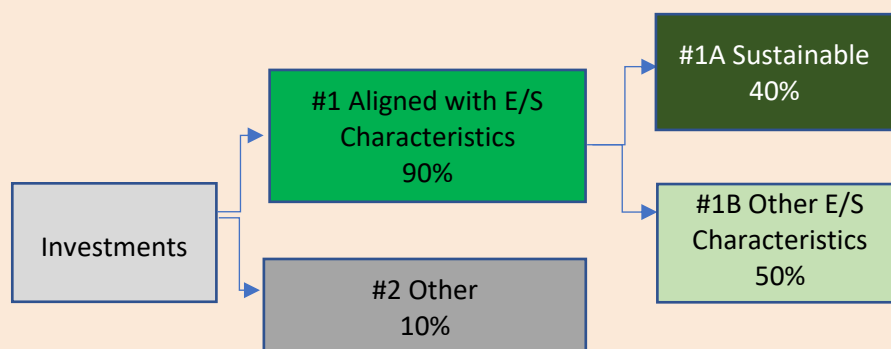 #1A Sustainable
40%
#1 Aligned with E/S
Characteristics
90%
#1B Other E/S
Characteristics
50%
Investments
#2 Other
10%